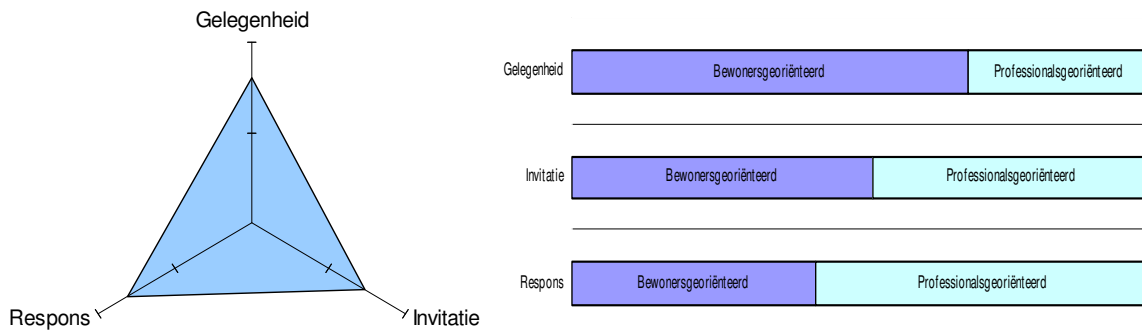 Gelegenheid
Respons
Invitatie
Gelegenheid
Bewonersgeoriënteerd
Professionalsgeoriënteerd
Invitatie
Bewonersgeoriënteerd
Professionalsgeoriënteerd
Respons
Bewonersgeoriënteerd
Professionalsgeoriënteerd